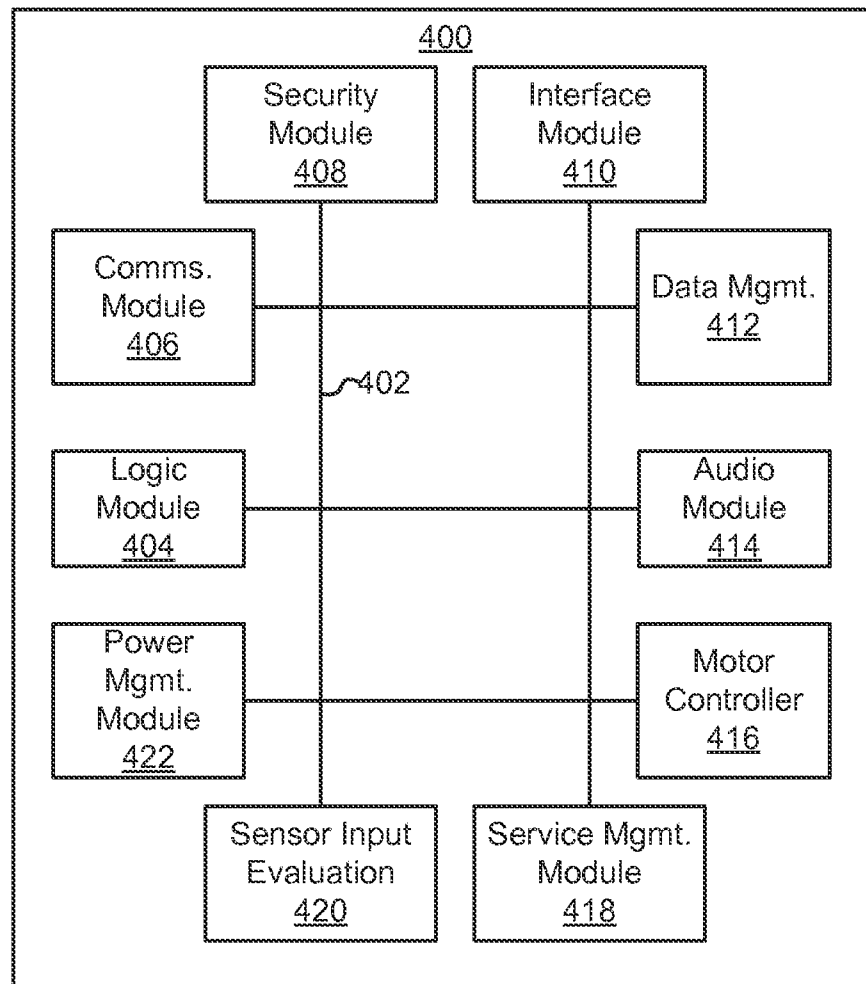 400
Security
Module
408
Interface
Module
410
Comms.
Module
406
Data Mgmt.
412
402
Logic
Module
404
Audio
Module
414
Power
Mgmt.
Module
422
Motor
Controller
416
Sensor Input
Evaluation
420
Service Mgmt.
Module
418